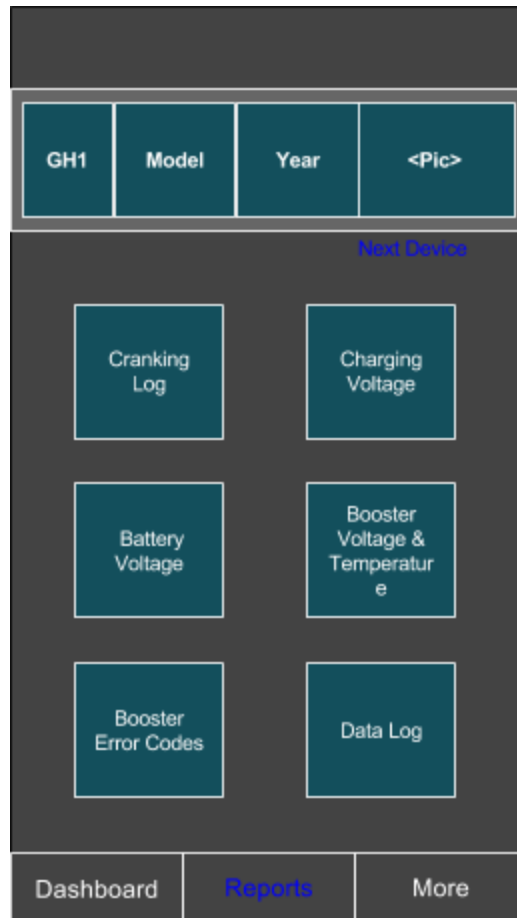 GH1 Model Year <Pic>
Next Device
Cranking
Log
Charging
Voltage
Battery
Voltage
Booster
Voltage &
Temperatur
e
Booster
Error Codes
Data Log
Dashboard Reports More